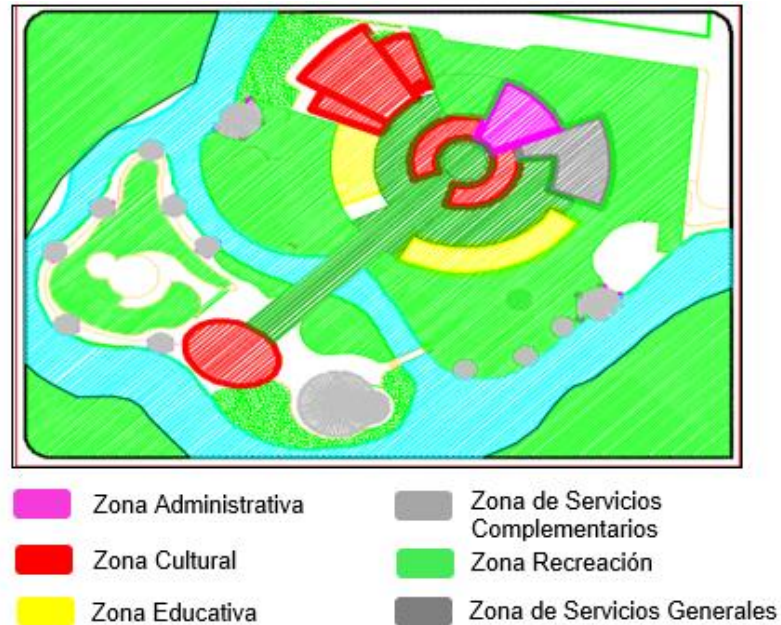 Zona Administrativa
Zona Cultural
Zona Educativa
Zona de Servicios
Complementarios
Zona Recreación
Zona de Servicios Generales